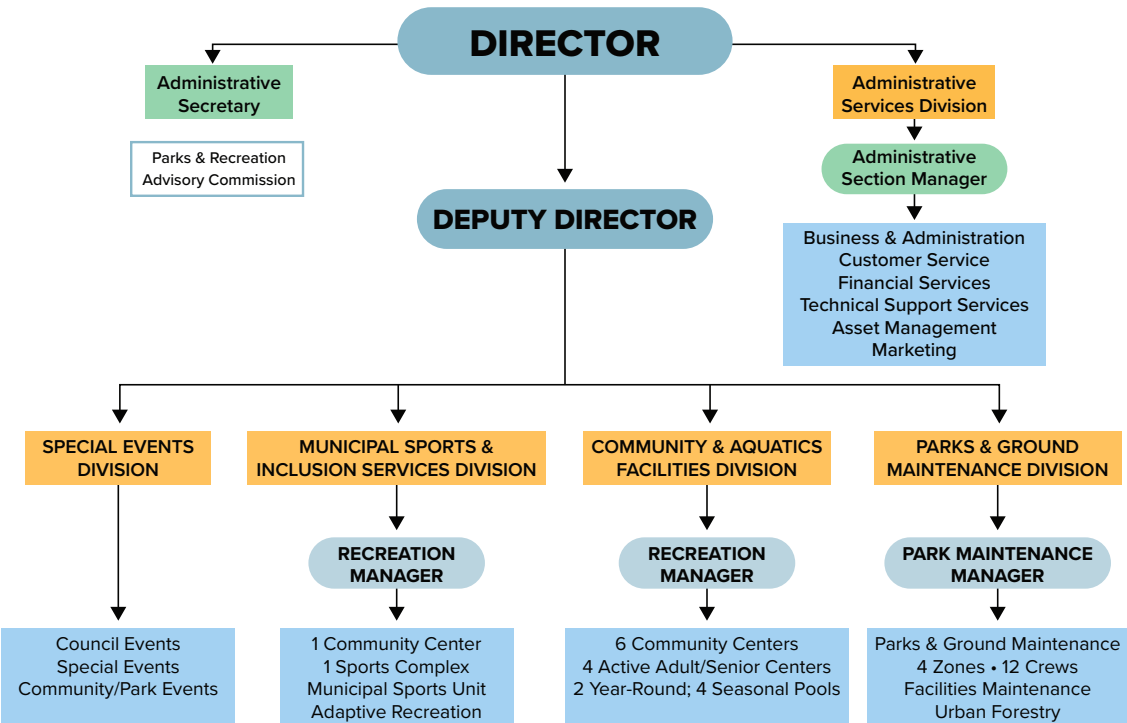 DIRECTOR
Administrative
Secretary
Parks & Recreation
Advisory Commission
Administrative
Services Division
Administrative
Section Manager
Business & Administration
Customer Service
Financial Services
Technical Support Services
Asset Management
Marketing
DEPUTY DIRECTOR
SPECIAL EVENTS
DIVISION
Council Events
Special Events
Community/Park Events
MUNICIPAL SPORTS &
INCLUSION SERVICES DIVISION
RECREATION
MANAGER
1 Community Center
1 Sports Complex
Municipal Sports Unit
Adaptive Recreation
COMMUNITY & AQUATICS
FACILITIES DIVISION
RECREATION
MANAGER
6 Community Centers
4 Active Adult/Senior Centers
2 Year-Round; 4 Seasonal Pools
PARKS & GROUND
MAINTENANCE DIVISION
PARK MAINTENANCE
MANAGER
Parks & Ground Maintenance
4 Zones • 12 Crews
Facilities Maintenance
Urban Forestry